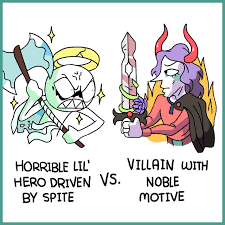 HORRIBLE LIL'
HERO DRIVEN
BY SPITE
VS.
VILLAIN WITH
NOBLE
MOTIVE